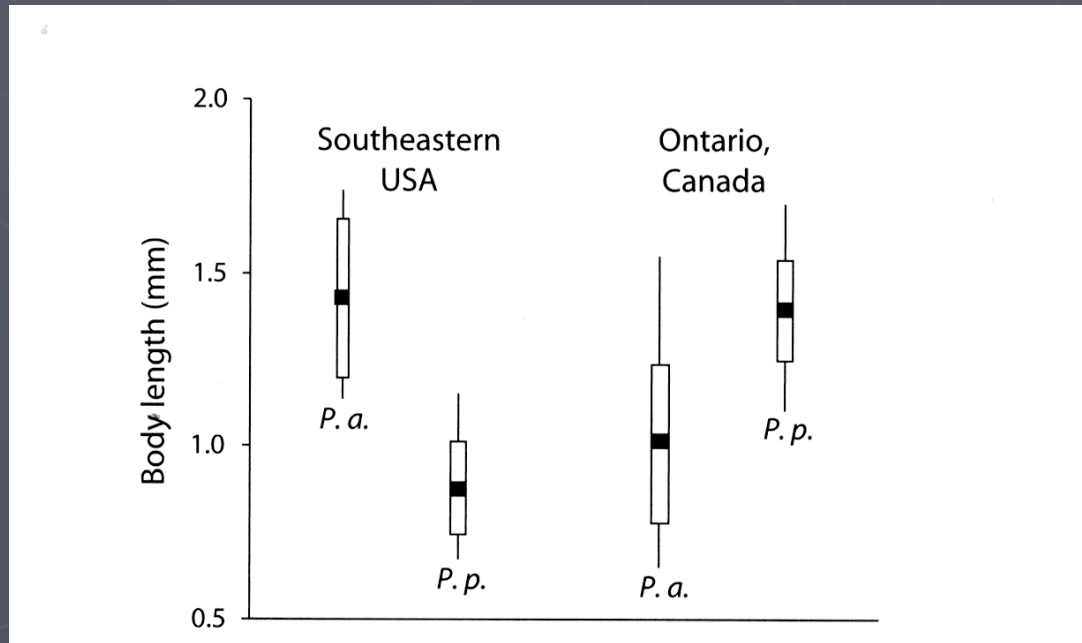 2.0
Southeastern
USA
Ontario,
Canada
1.5
Body length (mm)
P. a.
P. p.
1.0
P. p.
P. a.
0.5